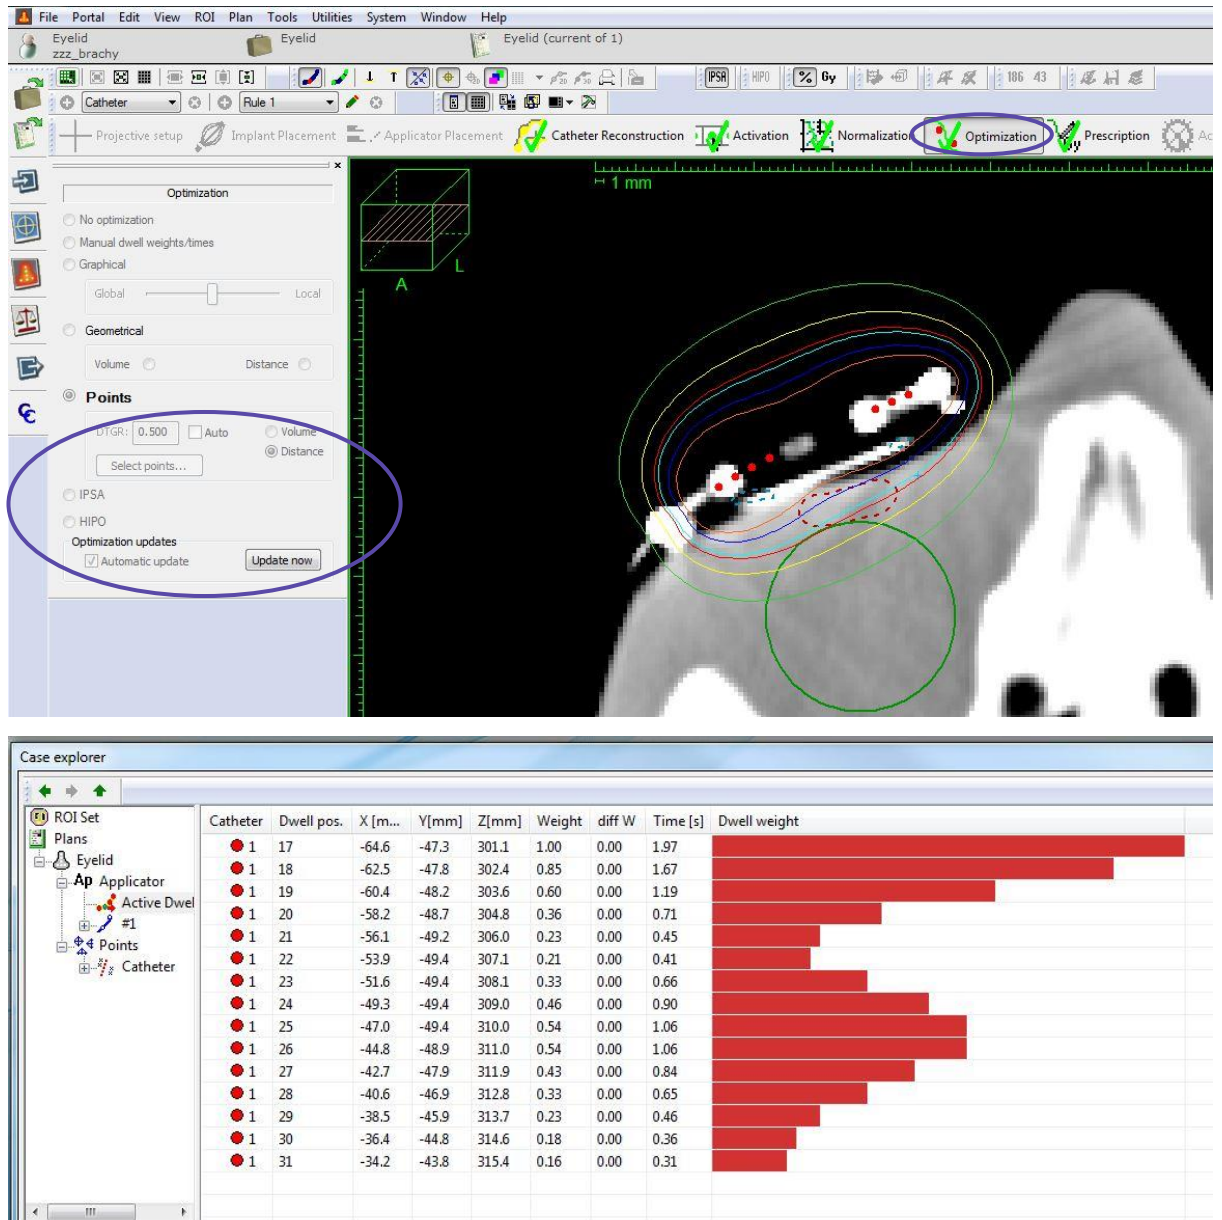 File Portal Edit View ROI Plan Tools Utilities System Window Help
Eyelid Eyelid Eyelid (current of 1)
zzz_brachy
IPSA HIPO % Gy 186 43
Catheter Rule 1
Projective setup Implant Placement Applicator Placement Catheter Reconstruction Activation Normalization Optimization Prescription Ac
1 mm
Optimization
No optimization
Manual dwell weights/times
Graphical
Global Local
Geometrical
Volume Distance
Points
DTGR: 0.500 Auto Volume
Distance
Select points...
IPSA
HIPO
Optimization updates
Automatic update Update now
L
A
Case explorer
ROI Set
Plans
Eyelid
Ap Applicator
Active Dwel
#1
Points
Catheter
Catheter Dwell pos. X [m... Y[mm] Z[mm] Weight diff W Time [s] Dwell weight
1 17 -64.6 -47.3 301.1 1.00 0.00 1.97
1 18 -62.5 -47.8 302.4 0.85 0.00 1.67
1 19 -60.4 -48.2 303.6 0.60 0.00 1.19
1 20 -58.2 -48.7 304.8 0.36 0.00 0.71
1 21 -56.1 -49.2 306.0 0.23 0.00 0.45
1 22 -53.9 -49.4 307.1 0.21 0.00 0.41
1 23 -51.6 -49.4 308.1 0.33 0.00 0.66
1 24 -49.3 -49.4 309.0 0.46 0.00 0.90
1 25 -47.0 -49.4 310.0 0.54 0.00 1.06
1 26 -44.8 -48.9 311.0 0.54 0.00 1.06
1 27 -42.7 -47.9 311.9 0.43 0.00 0.84
1 28 -40.6 -46.9 312.8 0.33 0.00 0.65
1 29 -38.5 -45.9 313.7 0.23 0.00 0.46
1 30 -36.4 -44.8 314.6 0.18 0.00 0.36
1 31 -34.2 -43.8 315.4 0.16 0.00 0.31